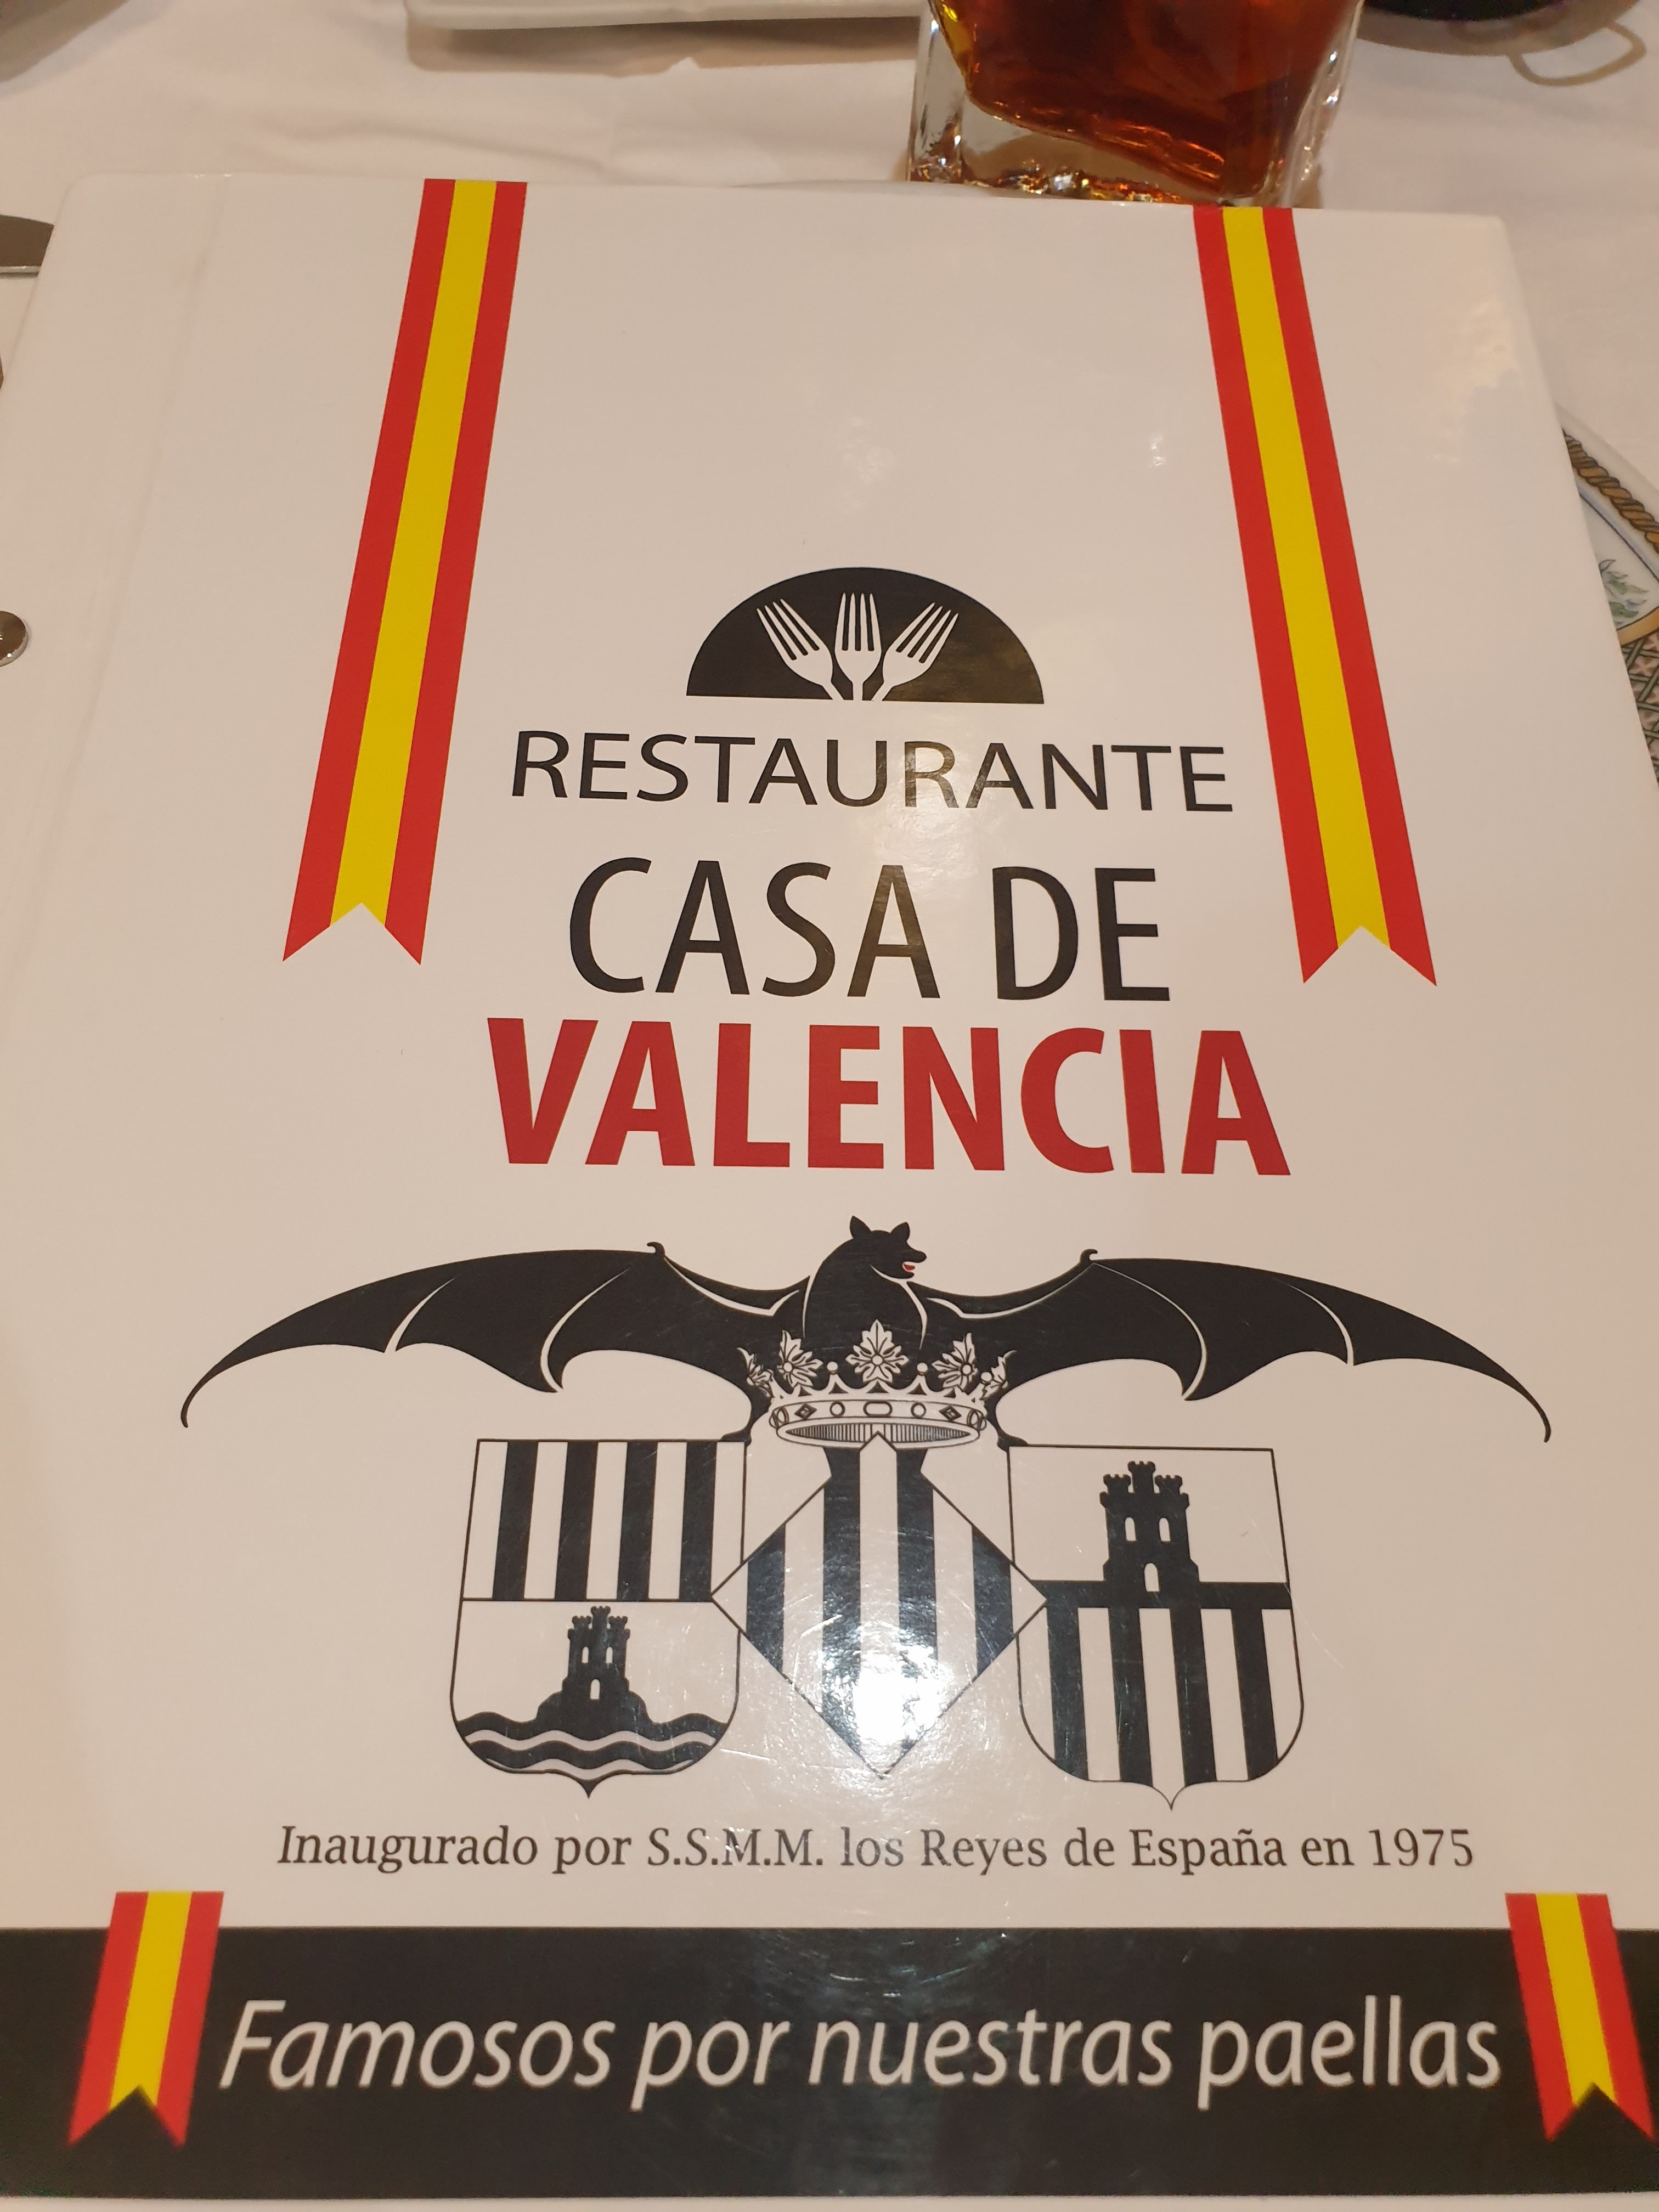 RESTAURANTE
CASA DE
VALENCIA
Inaugurado por S.S.M.M. los Reyes de España en 1975
Famosos por nuestras paellas